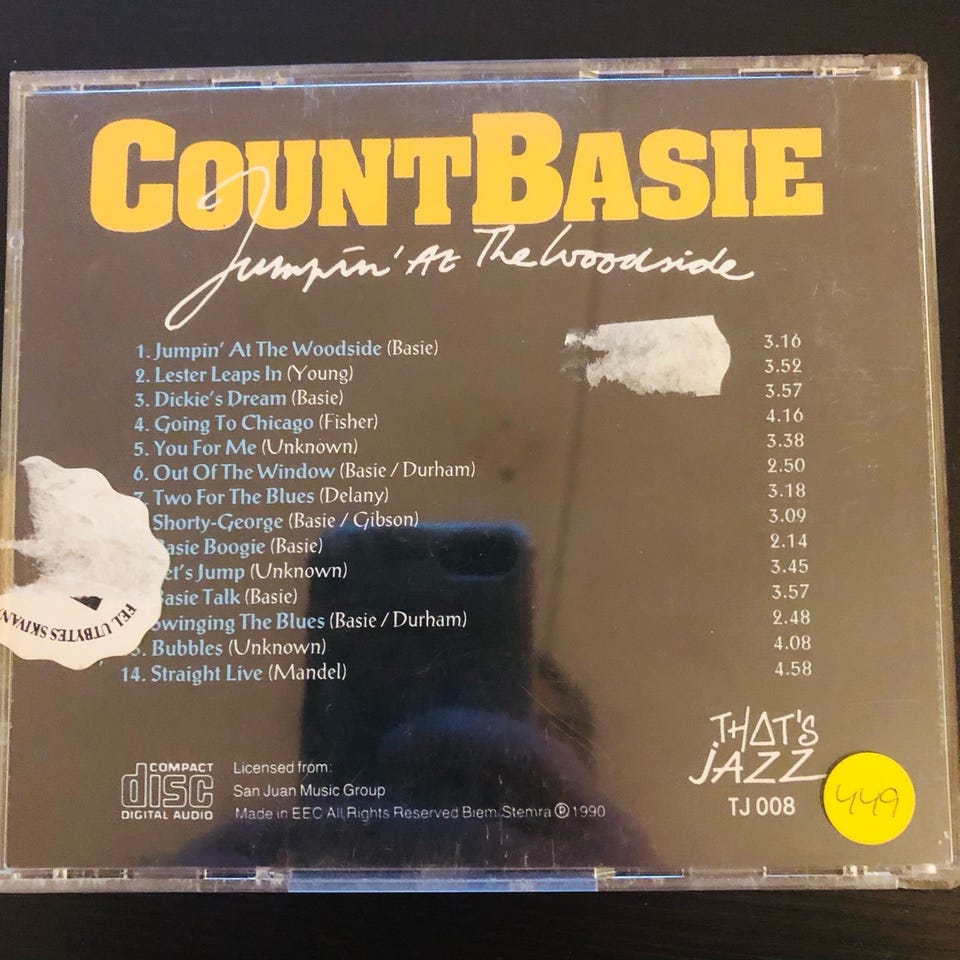 COUNT BASIE
Jumpin' At The Woodside
1. Jumpin' At The Woodside (Basie) 3.16
2. Lester Leaps In (Young) 3.52
3. Dickie's Dream (Basie) 3.57
4. Going To Chicago (Fisher) 4.16
5. You For Me (Unknown) 3.38
6. Out Of The Window (Basie / Durham) 2.50
7. Two For The Blues (Delany) 3.18
Shorty-George (Basie / Gibson) 3.09
asie Boogie (Basie) 2.14
et's Jump (Unknown) 3.45
Basie Talk (Basie) 3.57
Swinging The Blues (Basie / Durham) 2.48
3. Bubbles (Unknown) 4.08
14. Straight Live (Mandel) 4.58
FEL UTBYTES SKIVAN
THAT'S
JAZZ
TJ 008
449
COMPACT
disc
DIGITAL AUDIO
Licensed from:
San Juan Music Group
Made in EEC All Rights Reserved Biem/Stemra ℗ 1990